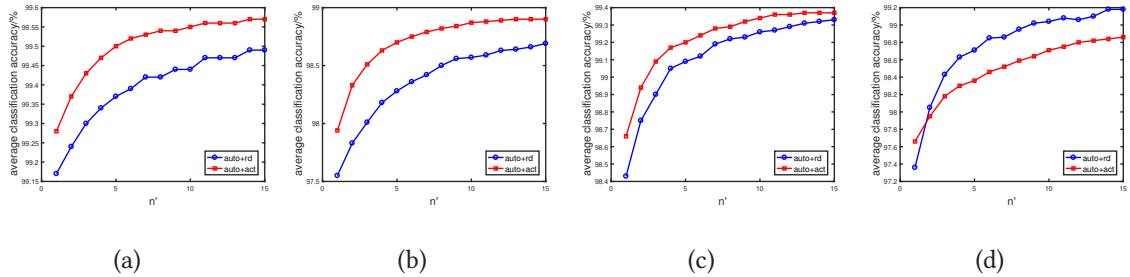 99.6
99.55
99.5
99.45
99.4
99.35
99.3
99.25
99.2
99.15
average classification accuracy/%
0 5 10 15
n'
auto+rd
auto+act
(a)
99
98.5
98
97.5
average classification accuracy/%
0 5 10 15
n'
auto+rd
auto+act
(b)
99.4
99.3
99.2
99.1
99
98.9
98.8
98.7
98.6
98.5
98.4
average classification accuracy/%
0 5 10 15
n'
auto+rd
auto+act
(c)
99.2
99
98.8
98.6
98.4
98.2
98
97.8
97.6
97.4
97.2
average classification accuracy/%
0 5 10 15
n'
auto+rd
auto+act
(d)